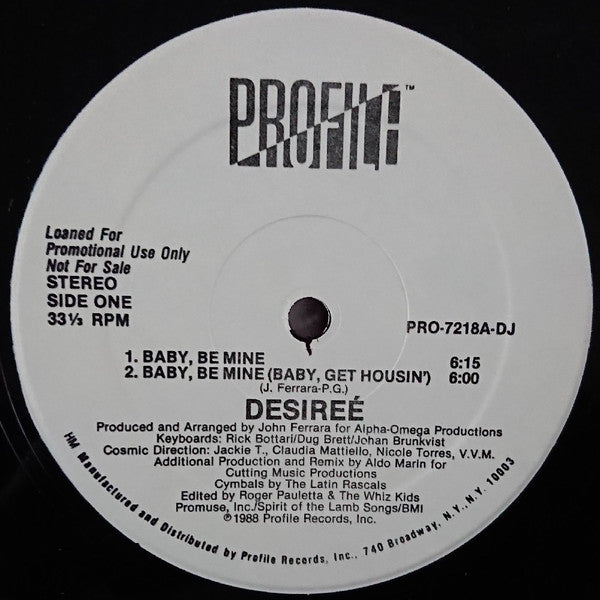 PROFILE™
Loaned For
Promotional Use Only
Not For Sale
STEREO
SIDE ONE
33⅓ RPM
PRO-7218A-DJ
1. BABY, BE MINE 6:15
2. BABY, BE MINE (BABY, GET HOUSIN') 6:00
(J. Ferrara-P.G.)
DESIREÉ
Produced and Arranged by John Ferrara for Alpha-Omega Productions
Keyboards: Rick Bottari/Dug Brett/Johan Brunkvist
Cosmic Direction: Jackie T., Claudia Mattiello, Nicole Torres, V.V.M.
Additional Production and Remix by Aldo Marin for
Cutting Music Productions
Cymbals by The Latin Rascals
Edited by Roger Pauletta & The Whiz Kids
Promuse, Inc./Spirit of the Lamb Songs/BMI
℗1988 Profile Records, Inc.
HM Manufactured and Distributed by Profile Records, Inc., 740 Broadway, N.Y., N.Y. 10003